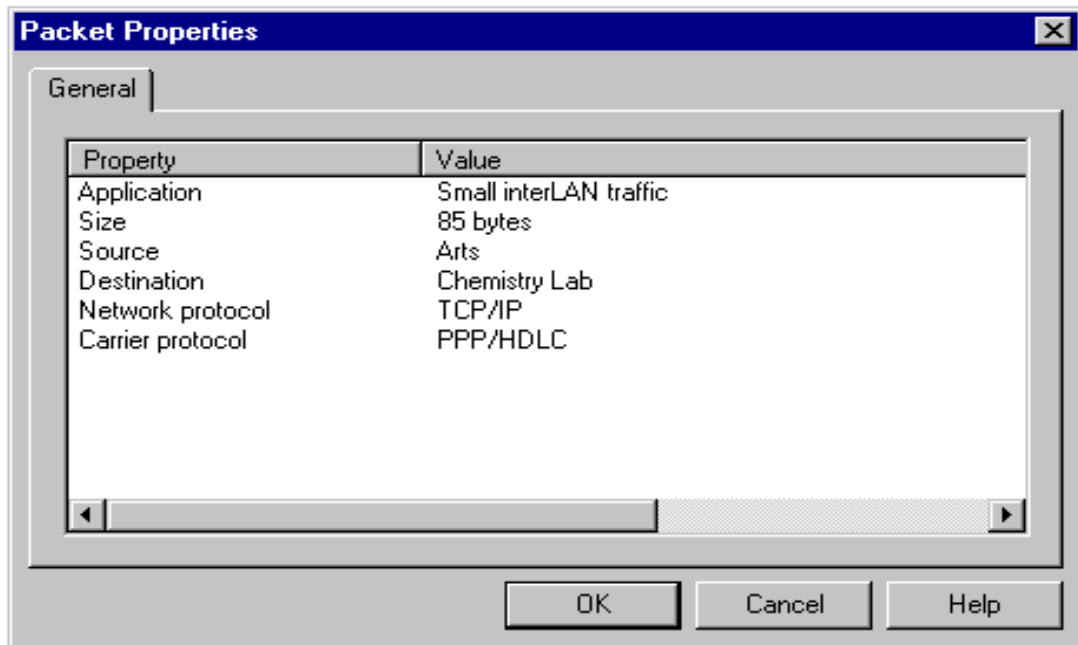 Packet Properties
General
Property Value
Application Small interLAN traffic
Size 85 bytes
Source Arts
Destination Chemistry Lab
Network protocol TCP/IP
Carrier protocol PPP/HDLC
OK Cancel Help